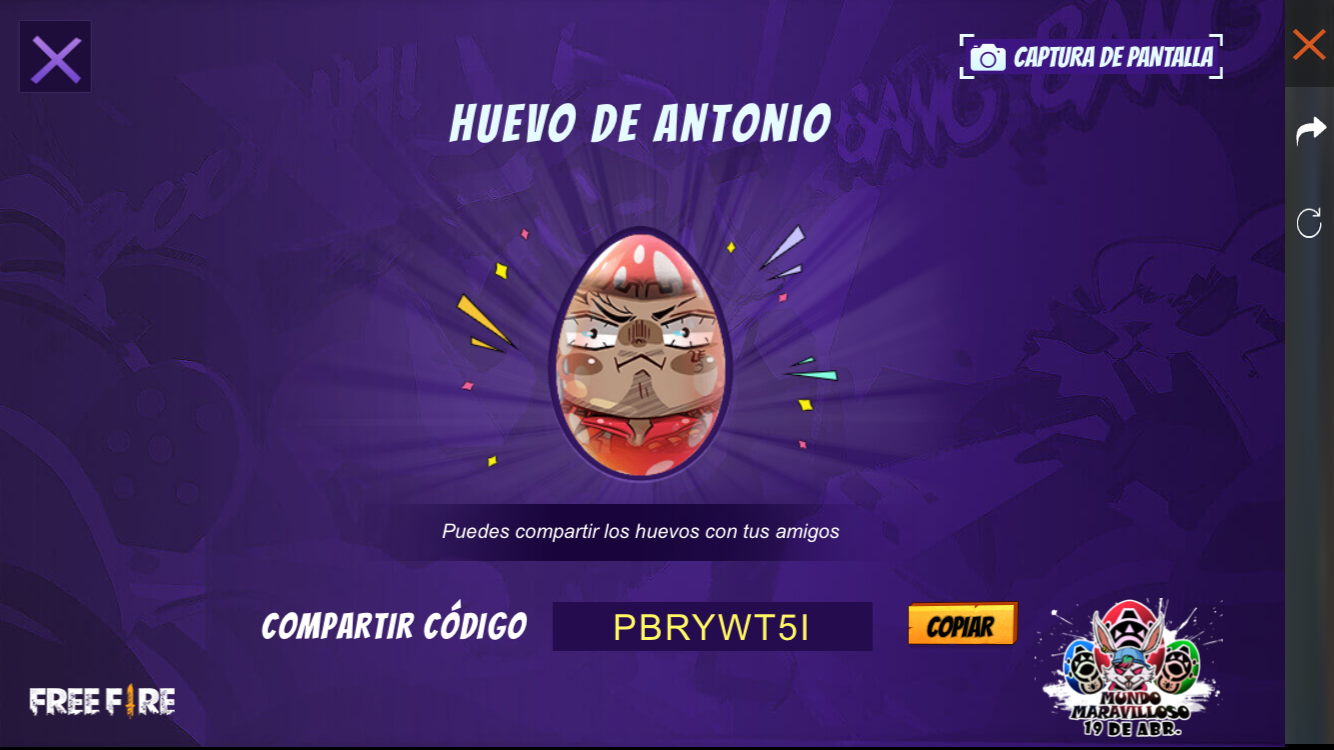 CAPTURA DE PANTALLA
HUEVO DE ANTONIO
Puedes compartir los huevos con tus amigos
COMPARTIR CÓDIGO
PBRYWT5I
COPIAR
FREE FIRE
MUNDO
MARAVILLOSO
19 DE ABR.